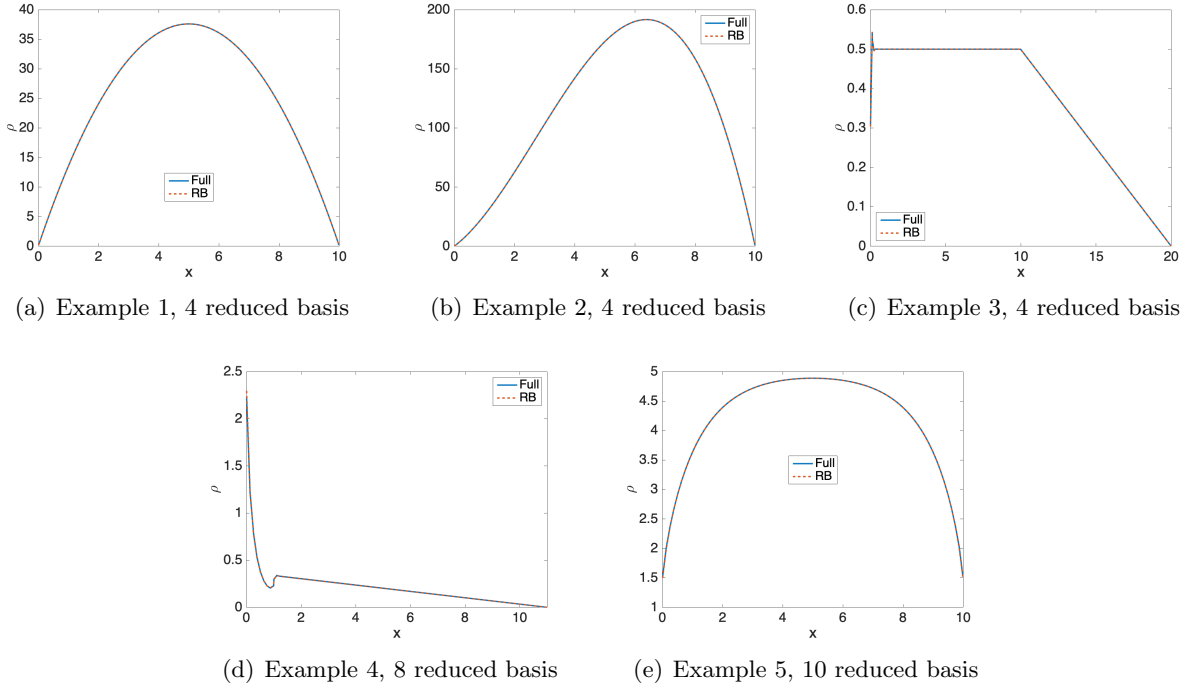 40
35
30
25
20
15
10
5
0
ρ
Full
RB
0 2 4 6 8 10
x
(a) Example 1, 4 reduced basis
200
150
100
50
0
ρ
Full
RB
0 2 4 6 8 10
x
(b) Example 2, 4 reduced basis
0.6
0.5
0.4
0.3
0.2
0.1
0
ρ
Full
RB
0 5 10 15 20
x
(c) Example 3, 4 reduced basis
2.5
2
1.5
1
0.5
0
ρ
Full
RB
0 2 4 6 8 10
x
(d) Example 4, 8 reduced basis
5
4.5
4
3.5
3
2.5
2
1.5
1
ρ
Full
RB
0 2 4 6 8 10
x
(e) Example 5, 10 reduced basis